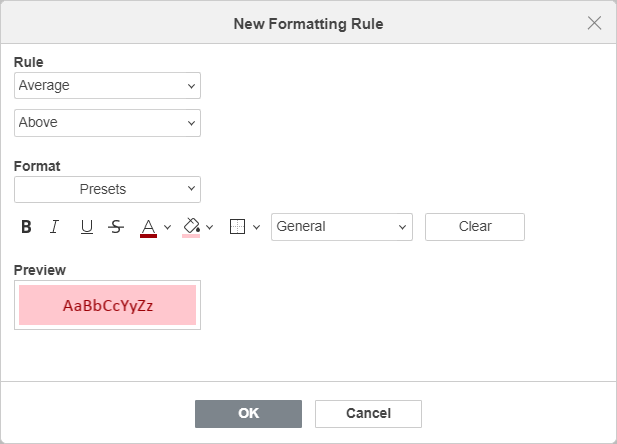 New Formatting Rule
Rule
Average
Above
Format
Presets
B I U S A General Clear
Preview
AaBbCcYyZz
OK Cancel